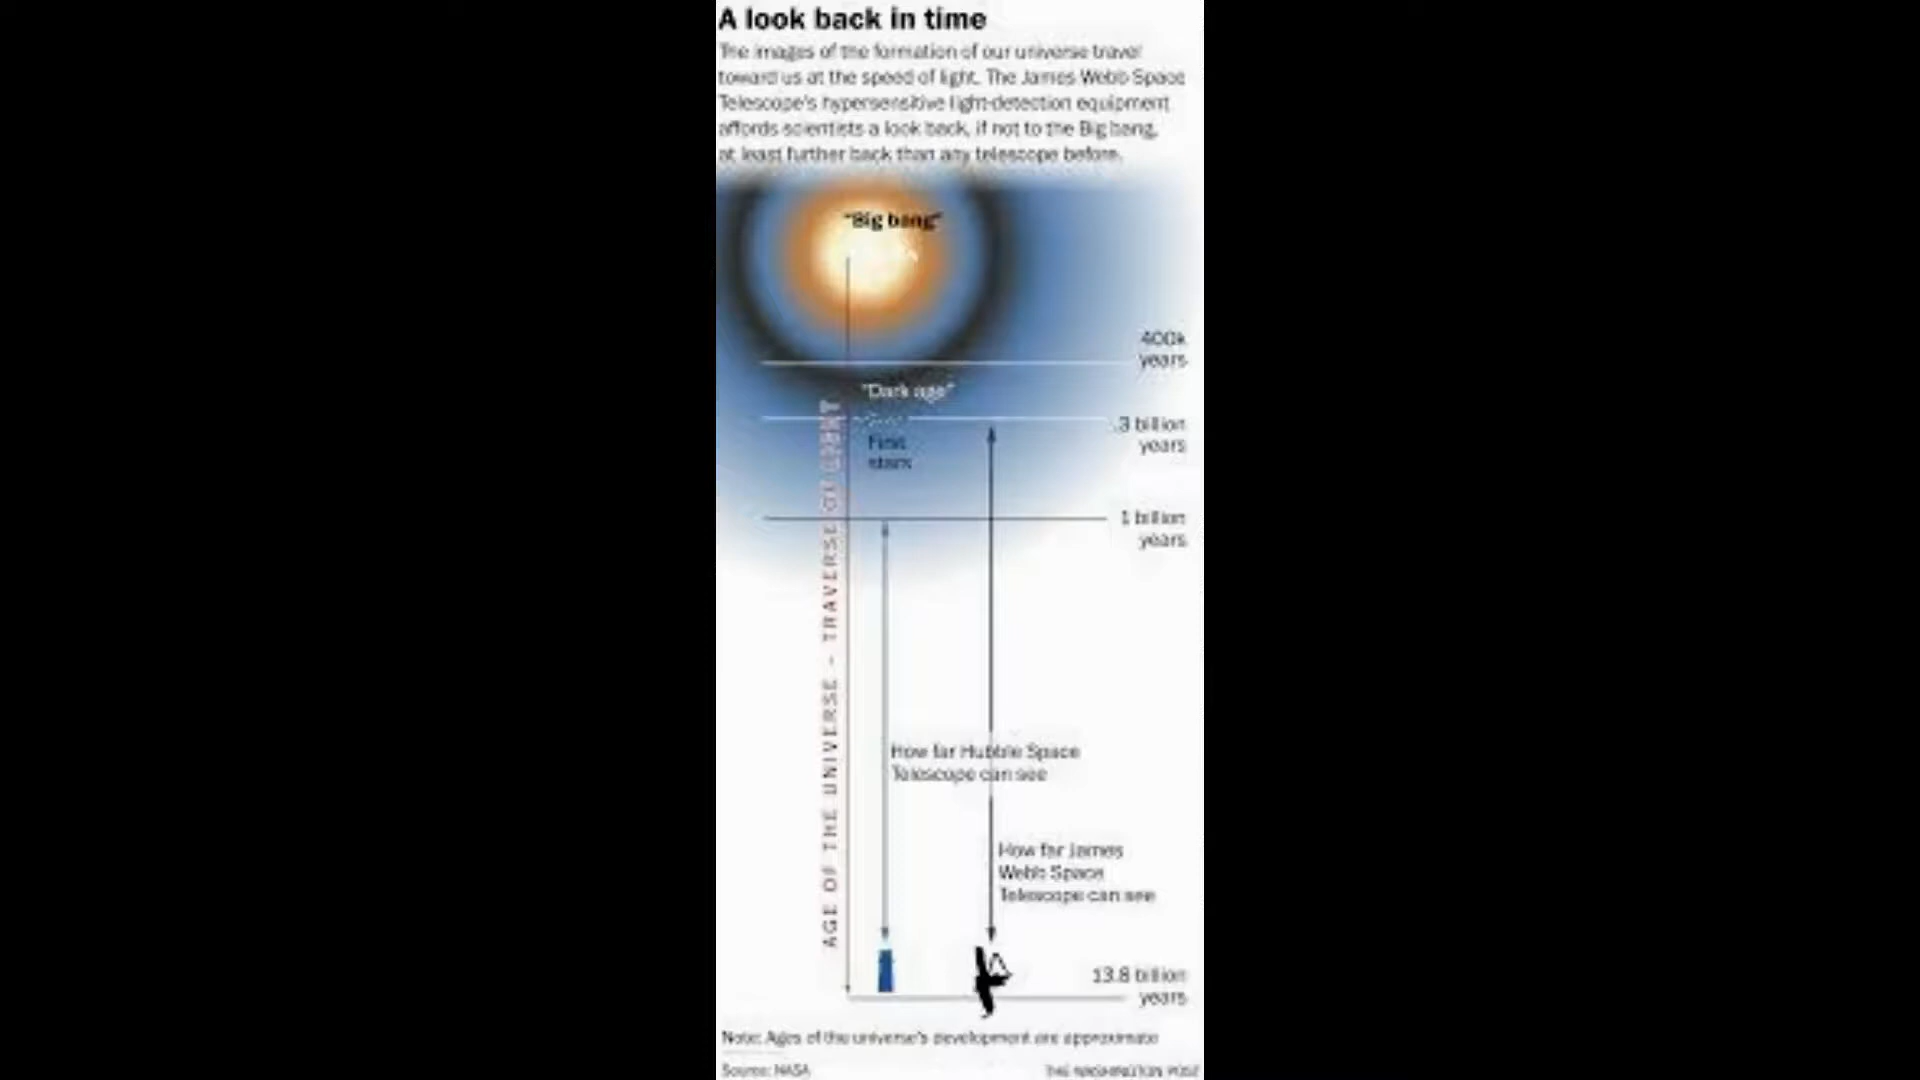 A look back in time
The images of the formation of our universe travel
toward us at the speed of light. The James Webb Space
Telescope's hypersensitive light-detection equipment
affords scientists a look back, if not to the Big bang,
at least further back than any telescope before.
"Big bang"
400k
years
"Dark age"
.3 billion
years
First
stars
1 billion
years
AGE OF THE UNIVERSE - TRAVERSE OF LIGHT
How far Hubble Space
Telescope can see
How far James
Webb Space
Telescope can see
13.8 billion
years
Note: Ages of the universe's development are approximate
Source: NASA
THE WASHINGTON POST